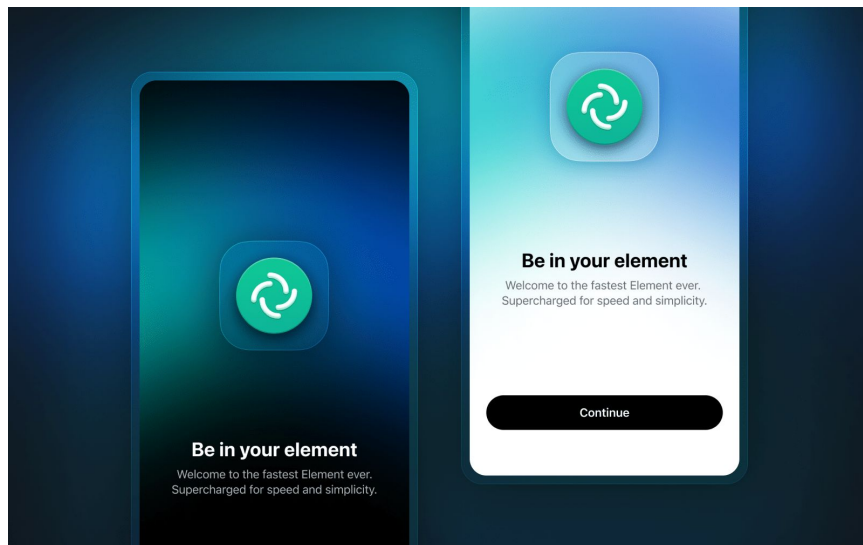 Be in your element
Welcome to the fastest Element ever.
Supercharged for speed and simplicity.
Be in your element
Welcome to the fastest Element ever.
Supercharged for speed and simplicity.
Continue